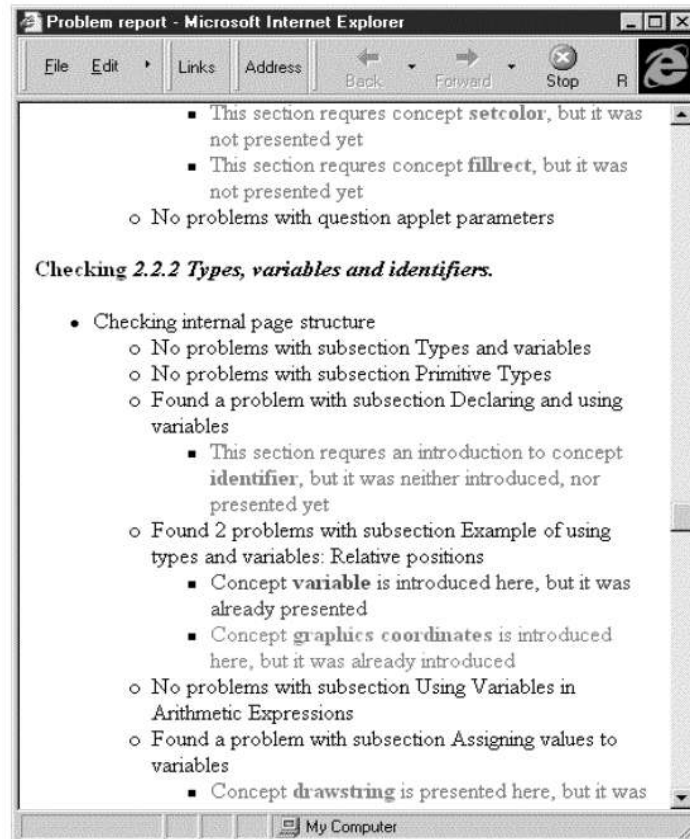 Problem report - Microsoft Internet Explorer
File Edit Links Address Back Forward Stop R
▪ This section requres concept setcolor, but it was
not presented yet
▪ This section requres concept fillrect, but it was
not presented yet
o No problems with question applet parameters
Checking 2.2.2 Types, variables and identifiers.
• Checking internal page structure
o No problems with subsection Types and variables
o No problems with subsection Primitive Types
o Found a problem with subsection Declaring and using
variables
▪ This section requres an introduction to concept
identifier, but it was neither introduced, nor
presented yet
o Found 2 problems with subsection Example of using
types and variables: Relative positions
▪ Concept variable is introduced here, but it was
already presented
▪ Concept graphics coordinates is introduced
here, but it was already introduced
o No problems with subsection Using Variables in
Arithmetic Expressions
o Found a problem with subsection Assigning values to
variables
▪ Concept drawstring is presented here, but it was
My Computer